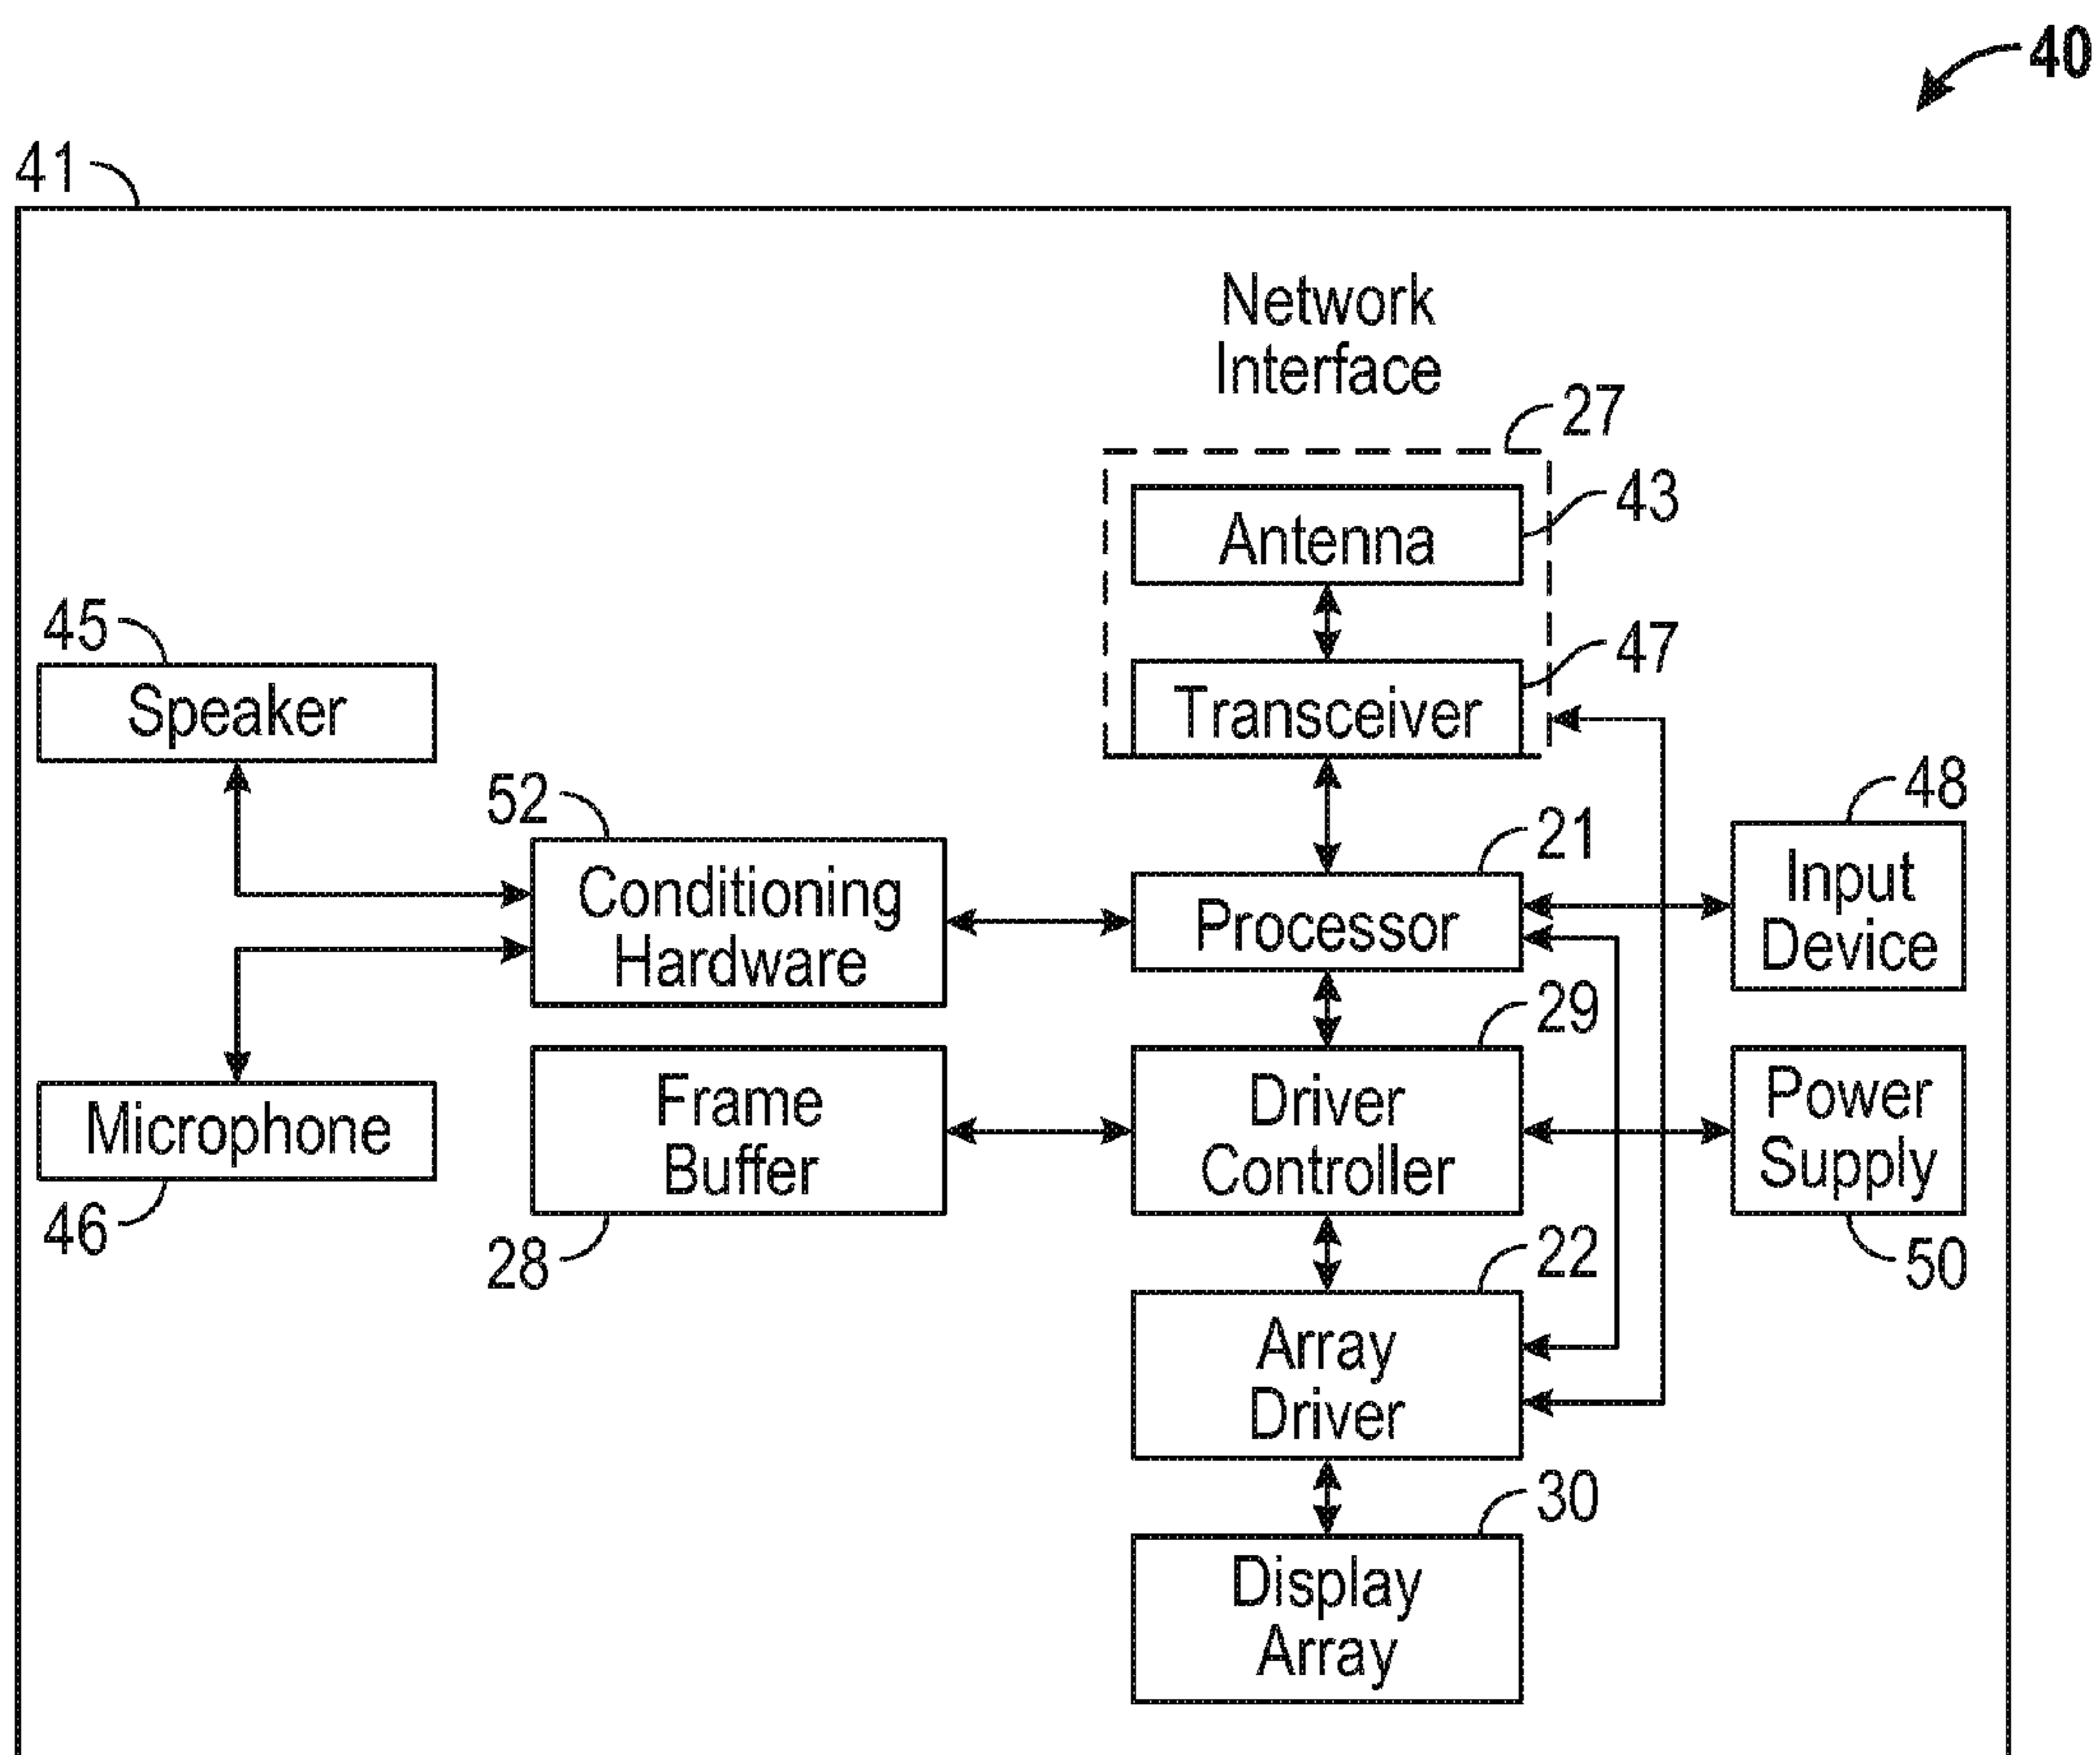 40
41
Network
Interface
27
Antenna
43
45
Speaker
Transceiver
47
52
Conditioning
Hardware
21
Processor
48
Input
Device
Microphone
46
Frame
Buffer
28
29
Driver
Controller
Power
Supply
50
22
Array
Driver
30
Display
Array